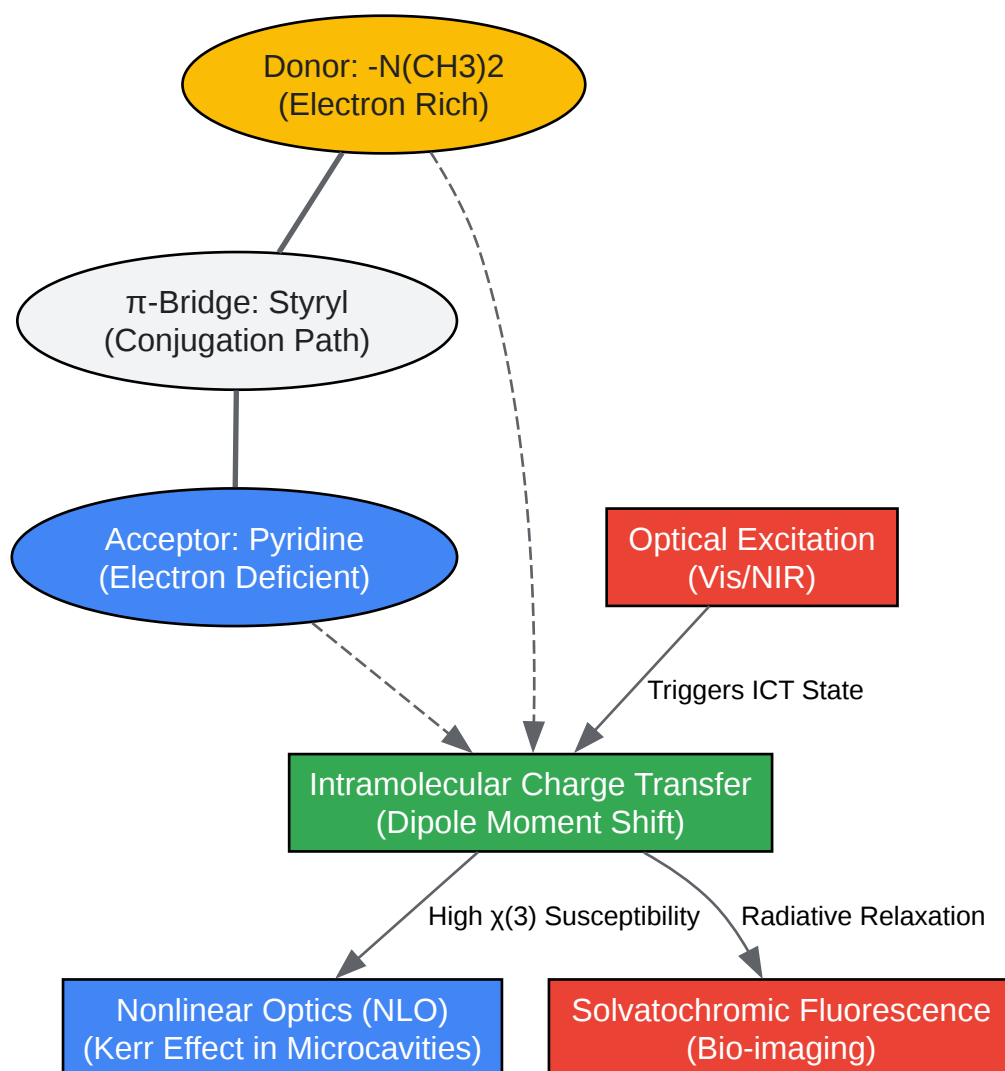 Donor: -N(CH3)2
(Electron Rich)
π-Bridge: Styryl
(Conjugation Path)
Acceptor: Pyridine
(Electron Deficient)
Optical Excitation
(Vis/NIR)
Triggers ICT State
Intramolecular Charge Transfer
(Dipole Moment Shift)
High χ(3) Susceptibility
Radiative Relaxation
Nonlinear Optics (NLO)
(Kerr Effect in Microcavities)
Solvatochromic Fluorescence
(Bio-imaging)